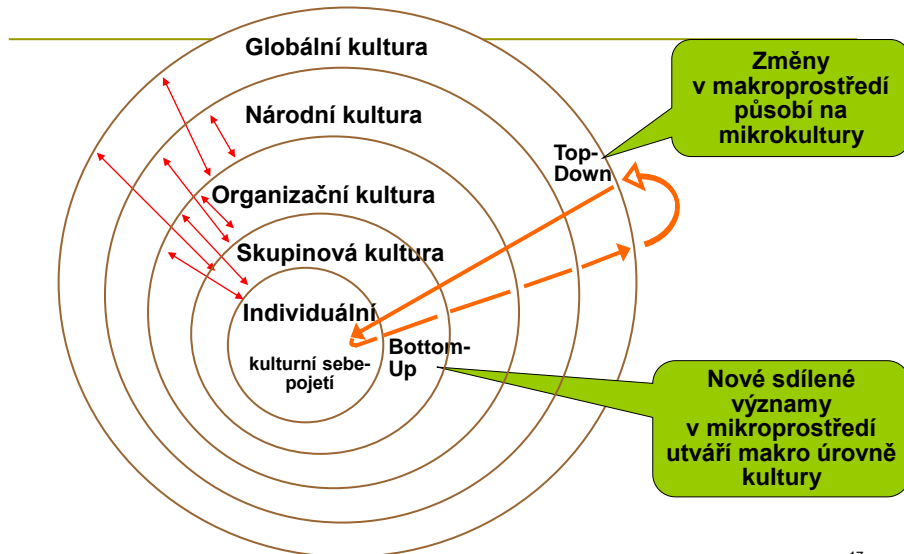 Globální kultura
Národní kultura
Organizační kultura
Skupinová kultura
Individuální
kulturní sebe-
pojetí
Top-
Down
Bottom-
Up
Změny
v makroprostředí
působí na
mikrokultury
Nové sdílené
významy
v mikroprostředí
utváří makro úrovně
kultury